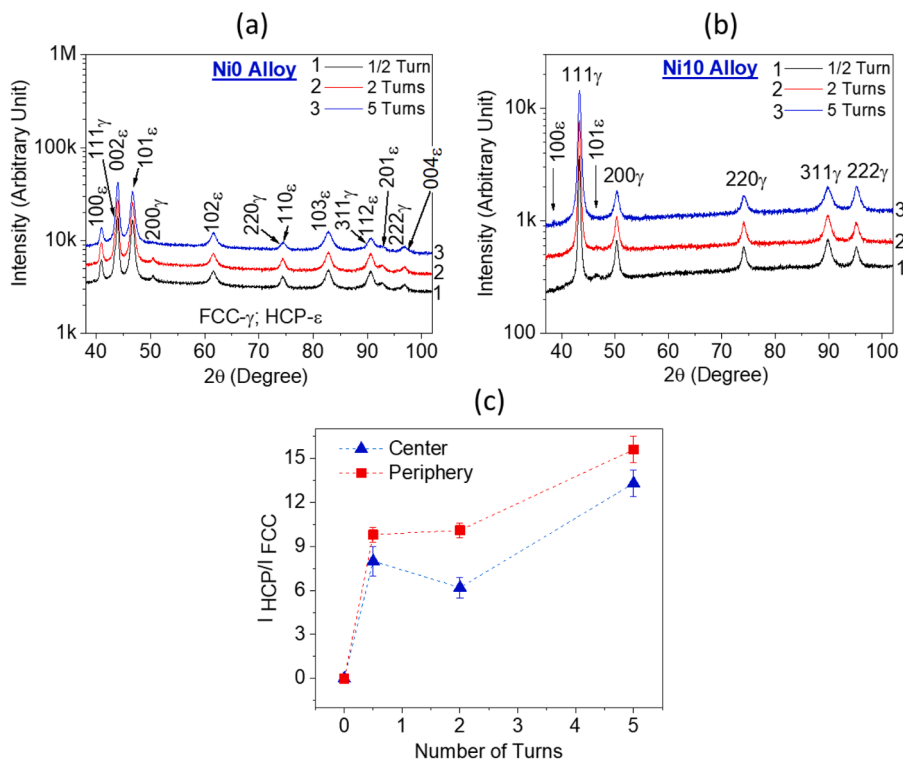 (a)
Ni0 Alloy
1 1/2 Turn
2 2 Turns
3 5 Turns
Intensity (Arbitrary Unit)
1M
100k
10k
1k
100ε
111γ
002ε
101ε
200γ
102ε
220γ
110ε
103ε
311γ
112ε
201ε
222γ
004ε
3
2
1
FCC-γ; HCP-ε
40 50 60 70 80 90 100
2θ (Degree)
(b)
Ni10 Alloy
1 1/2 Turn
2 2 Turns
3 5 Turns
Intensity (Arbitrary Unit)
10k
1k
100
100ε
111γ
101ε
200γ
220γ
311γ
222γ
3
2
1
40 50 60 70 80 90 100
2θ (Degree)
(c)
Center
Periphery
I HCP/I FCC
15
12
9
6
3
0
0 1 2 3 4 5
Number of Turns